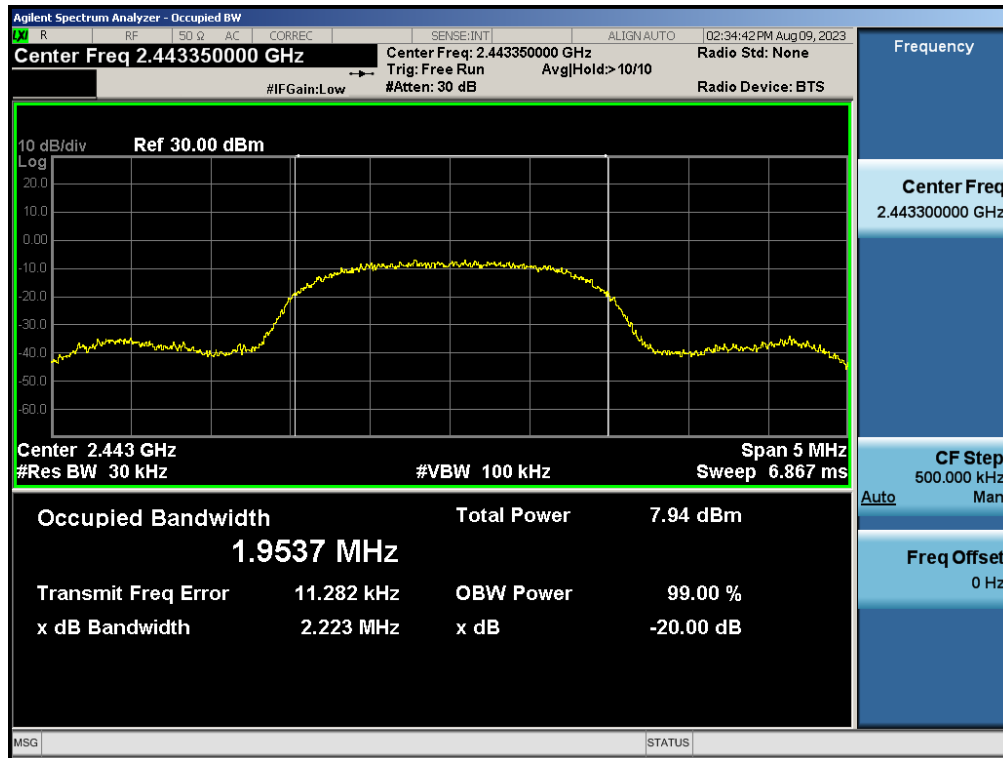 Agilent Spectrum Analyzer - Occupied BW
LXI R RF 50 Ω AC CORREC SENSE:INT ALIGN AUTO 02:34:42 PM Aug 09, 2023
Center Freq 2.443350000 GHz
Center Freq: 2.443350000 GHz
Radio Std: None
Trig: Free Run Avg|Hold:>10/10
#IFGain:Low
#Atten: 30 dB
Radio Device: BTS
10 dB/div Ref 30.00 dBm
Log
20.0
10.0
0.00
-10.0
-20.0
-30.0
-40.0
-50.0
-60.0
Center 2.443 GHz Span 5 MHz
#Res BW 30 kHz #VBW 100 kHz Sweep 6.867 ms
Occupied Bandwidth Total Power 7.94 dBm
1.9537 MHz
Transmit Freq Error 11.282 kHz OBW Power 99.00 %
x dB Bandwidth 2.223 MHz x dB -20.00 dB
MSG STATUS
Frequency
Center Freq
2.443300000 GHz
CF Step
500.000 kHz
Auto Man
Freq Offset
0 Hz